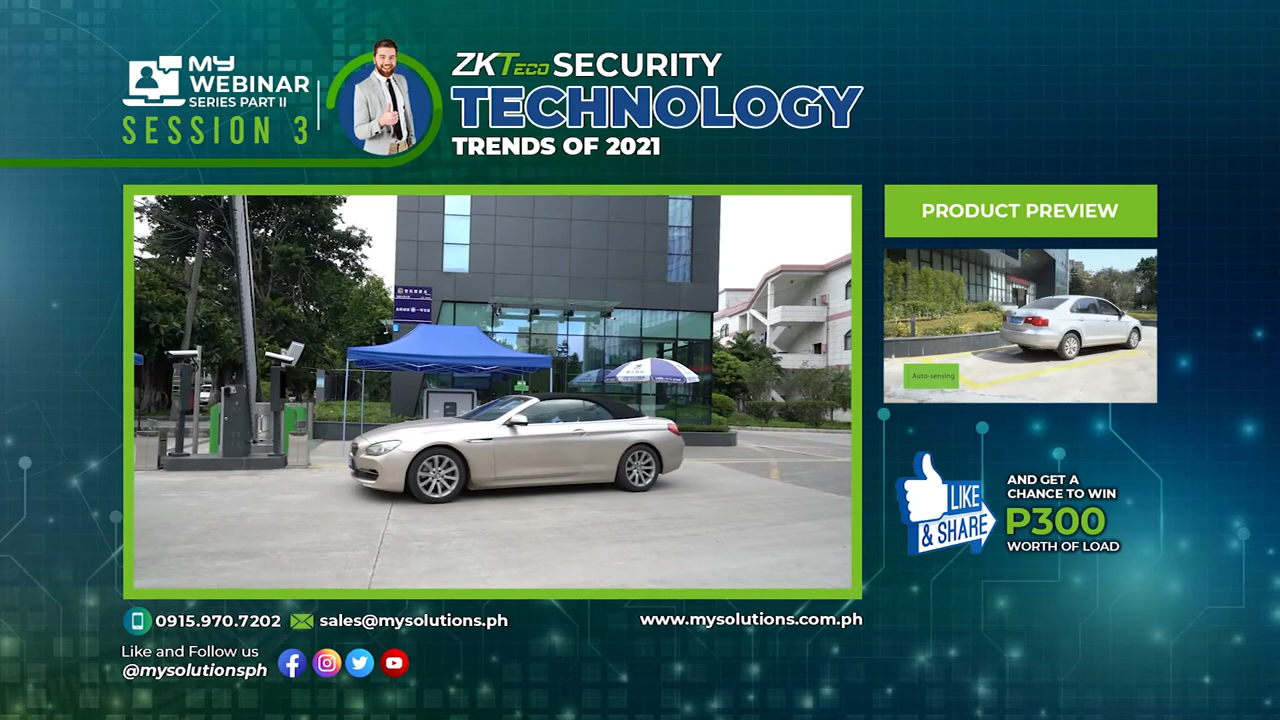 MY
WEBINAR
SERIES PART II
SESSION 3
ZKTECO SECURITY
TECHNOLOGY
TRENDS OF 2021
PRODUCT PREVIEW
Auto-sensing
LIKE
& SHARE
AND GET A
CHANCE TO WIN
P300
WORTH OF LOAD
0915.970.7202
sales@mysolutions.ph
www.mysolutions.com.ph
Like and Follow us
@mysolutionsph